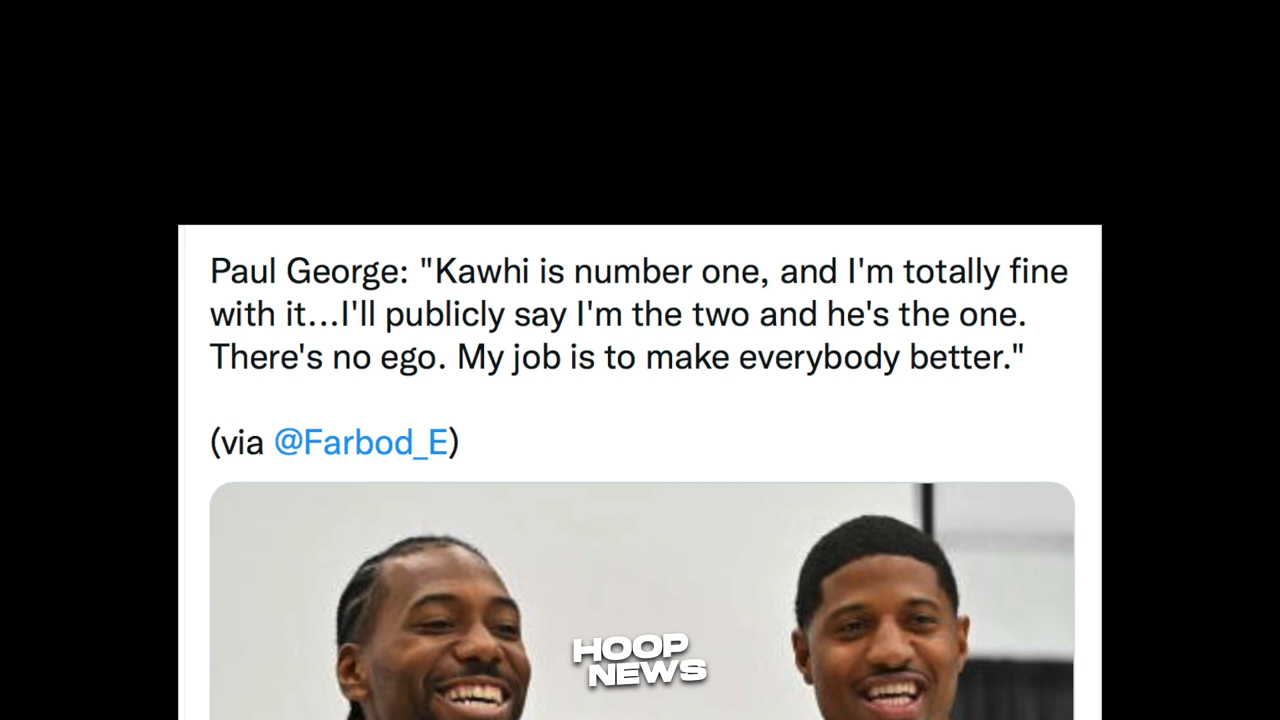 Paul George: "Kawhi is number one, and I'm totally fine
with it...I'll publicly say I'm the two and he's the one.
There's no ego. My job is to make everybody better."
(via @Farbod_E)
HOOP
NEWS